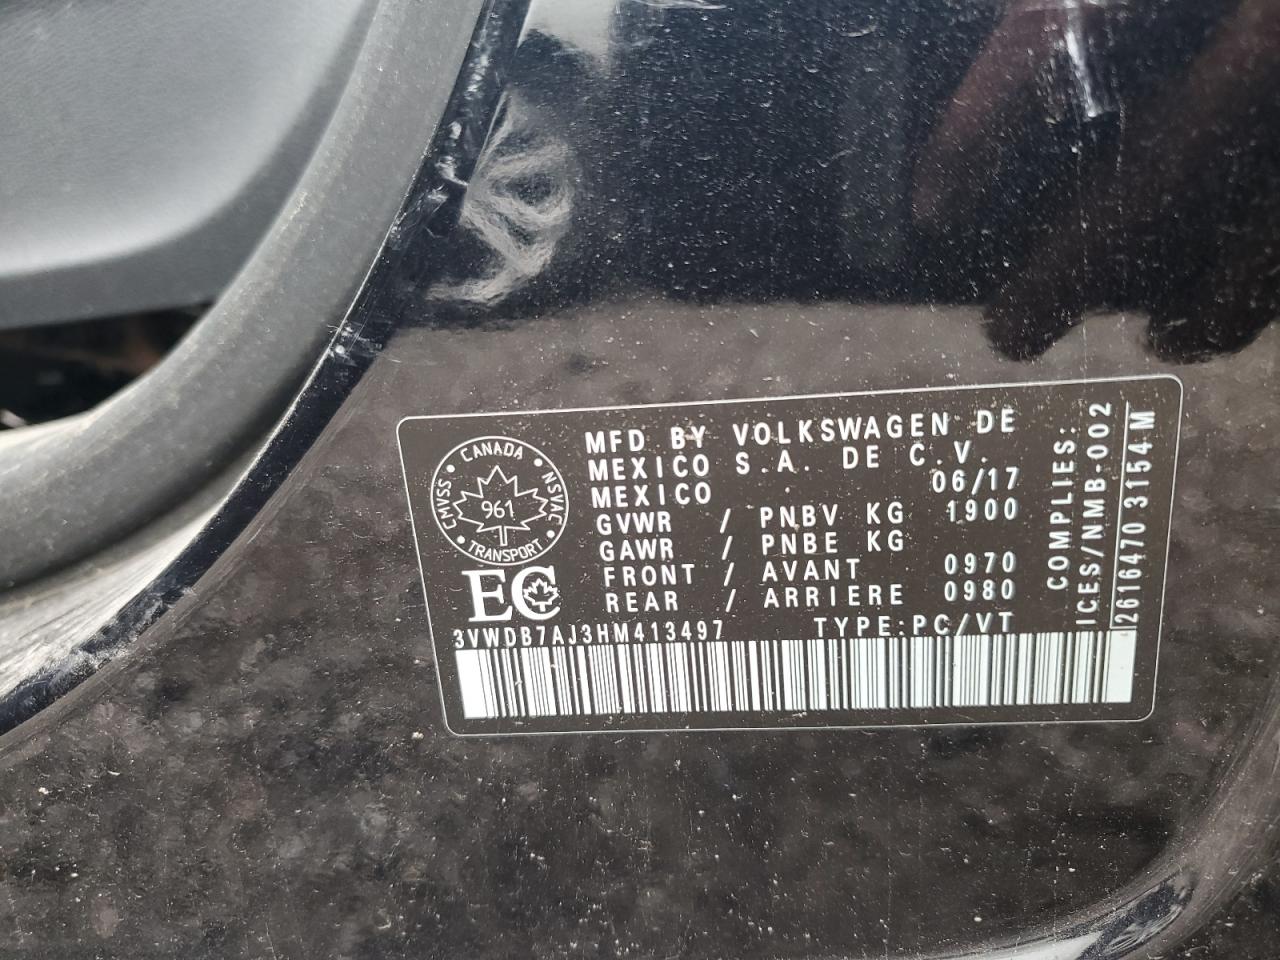 CANADA
CMVSS
NSVAC
961
TRANSPORT
EC
MFD BY VOLKSWAGEN DE
MEXICO S.A. DE C.V.
MEXICO 06/17
GVWR / PNBV KG 1900
GAWR / PNBE KG
FRONT / AVANT 0970
REAR / ARRIERE 0980
3VWDB7AJ3HM413497 TYPE:PC/VT
COMPLIES:
ICES/NMB-002
2616470 3154 M